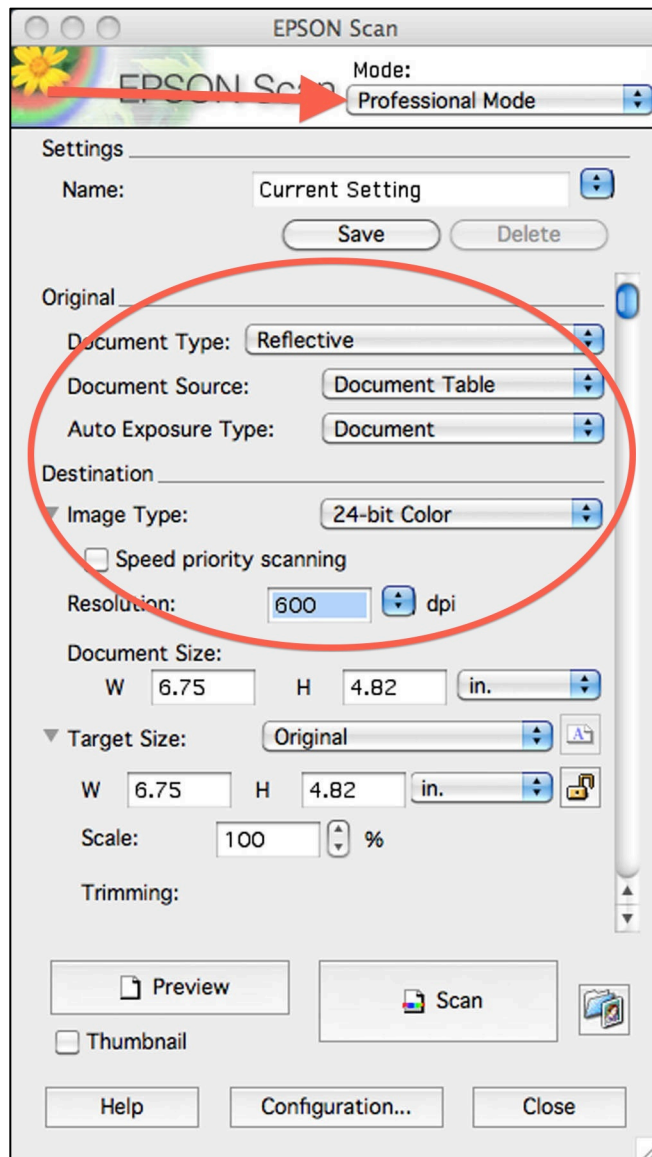 EPSON Scan
Mode:
EPSON Scan
Professional Mode
Settings
Name: Current Setting
Save Delete
Original
Document Type: Reflective
Document Source: Document Table
Auto Exposure Type: Document
Destination
Image Type: 24-bit Color
Speed priority scanning
Resolution: 600 dpi
Document Size:
W 6.75 H 4.82 in.
Target Size: Original A
W 6.75 H 4.82 in.
Scale: 100 %
Trimming:
Preview
Scan
Thumbnail
Help Configuration... Close